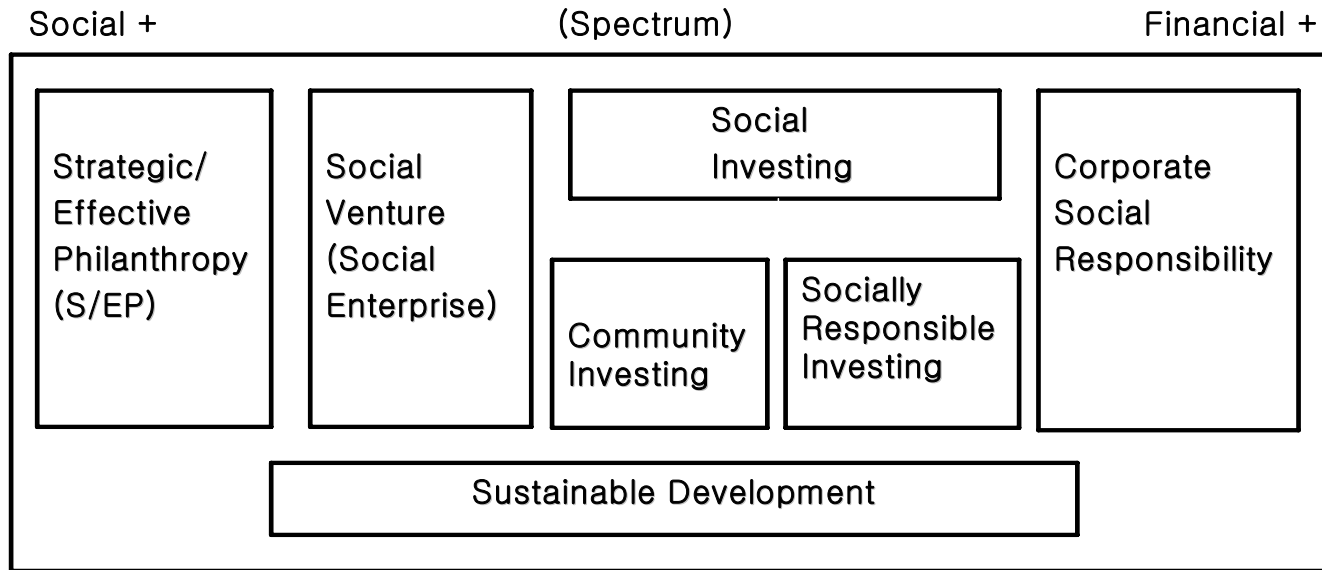 Social +
(Spectrum)
Financial +
Strategic/
Effective
Philanthropy
(S/EP)
Social
Venture
(Social
Enterprise)
Social
Investing
Community
Investing
Socially
Responsible
Investing
Corporate
Social
Responsibility
Sustainable Development